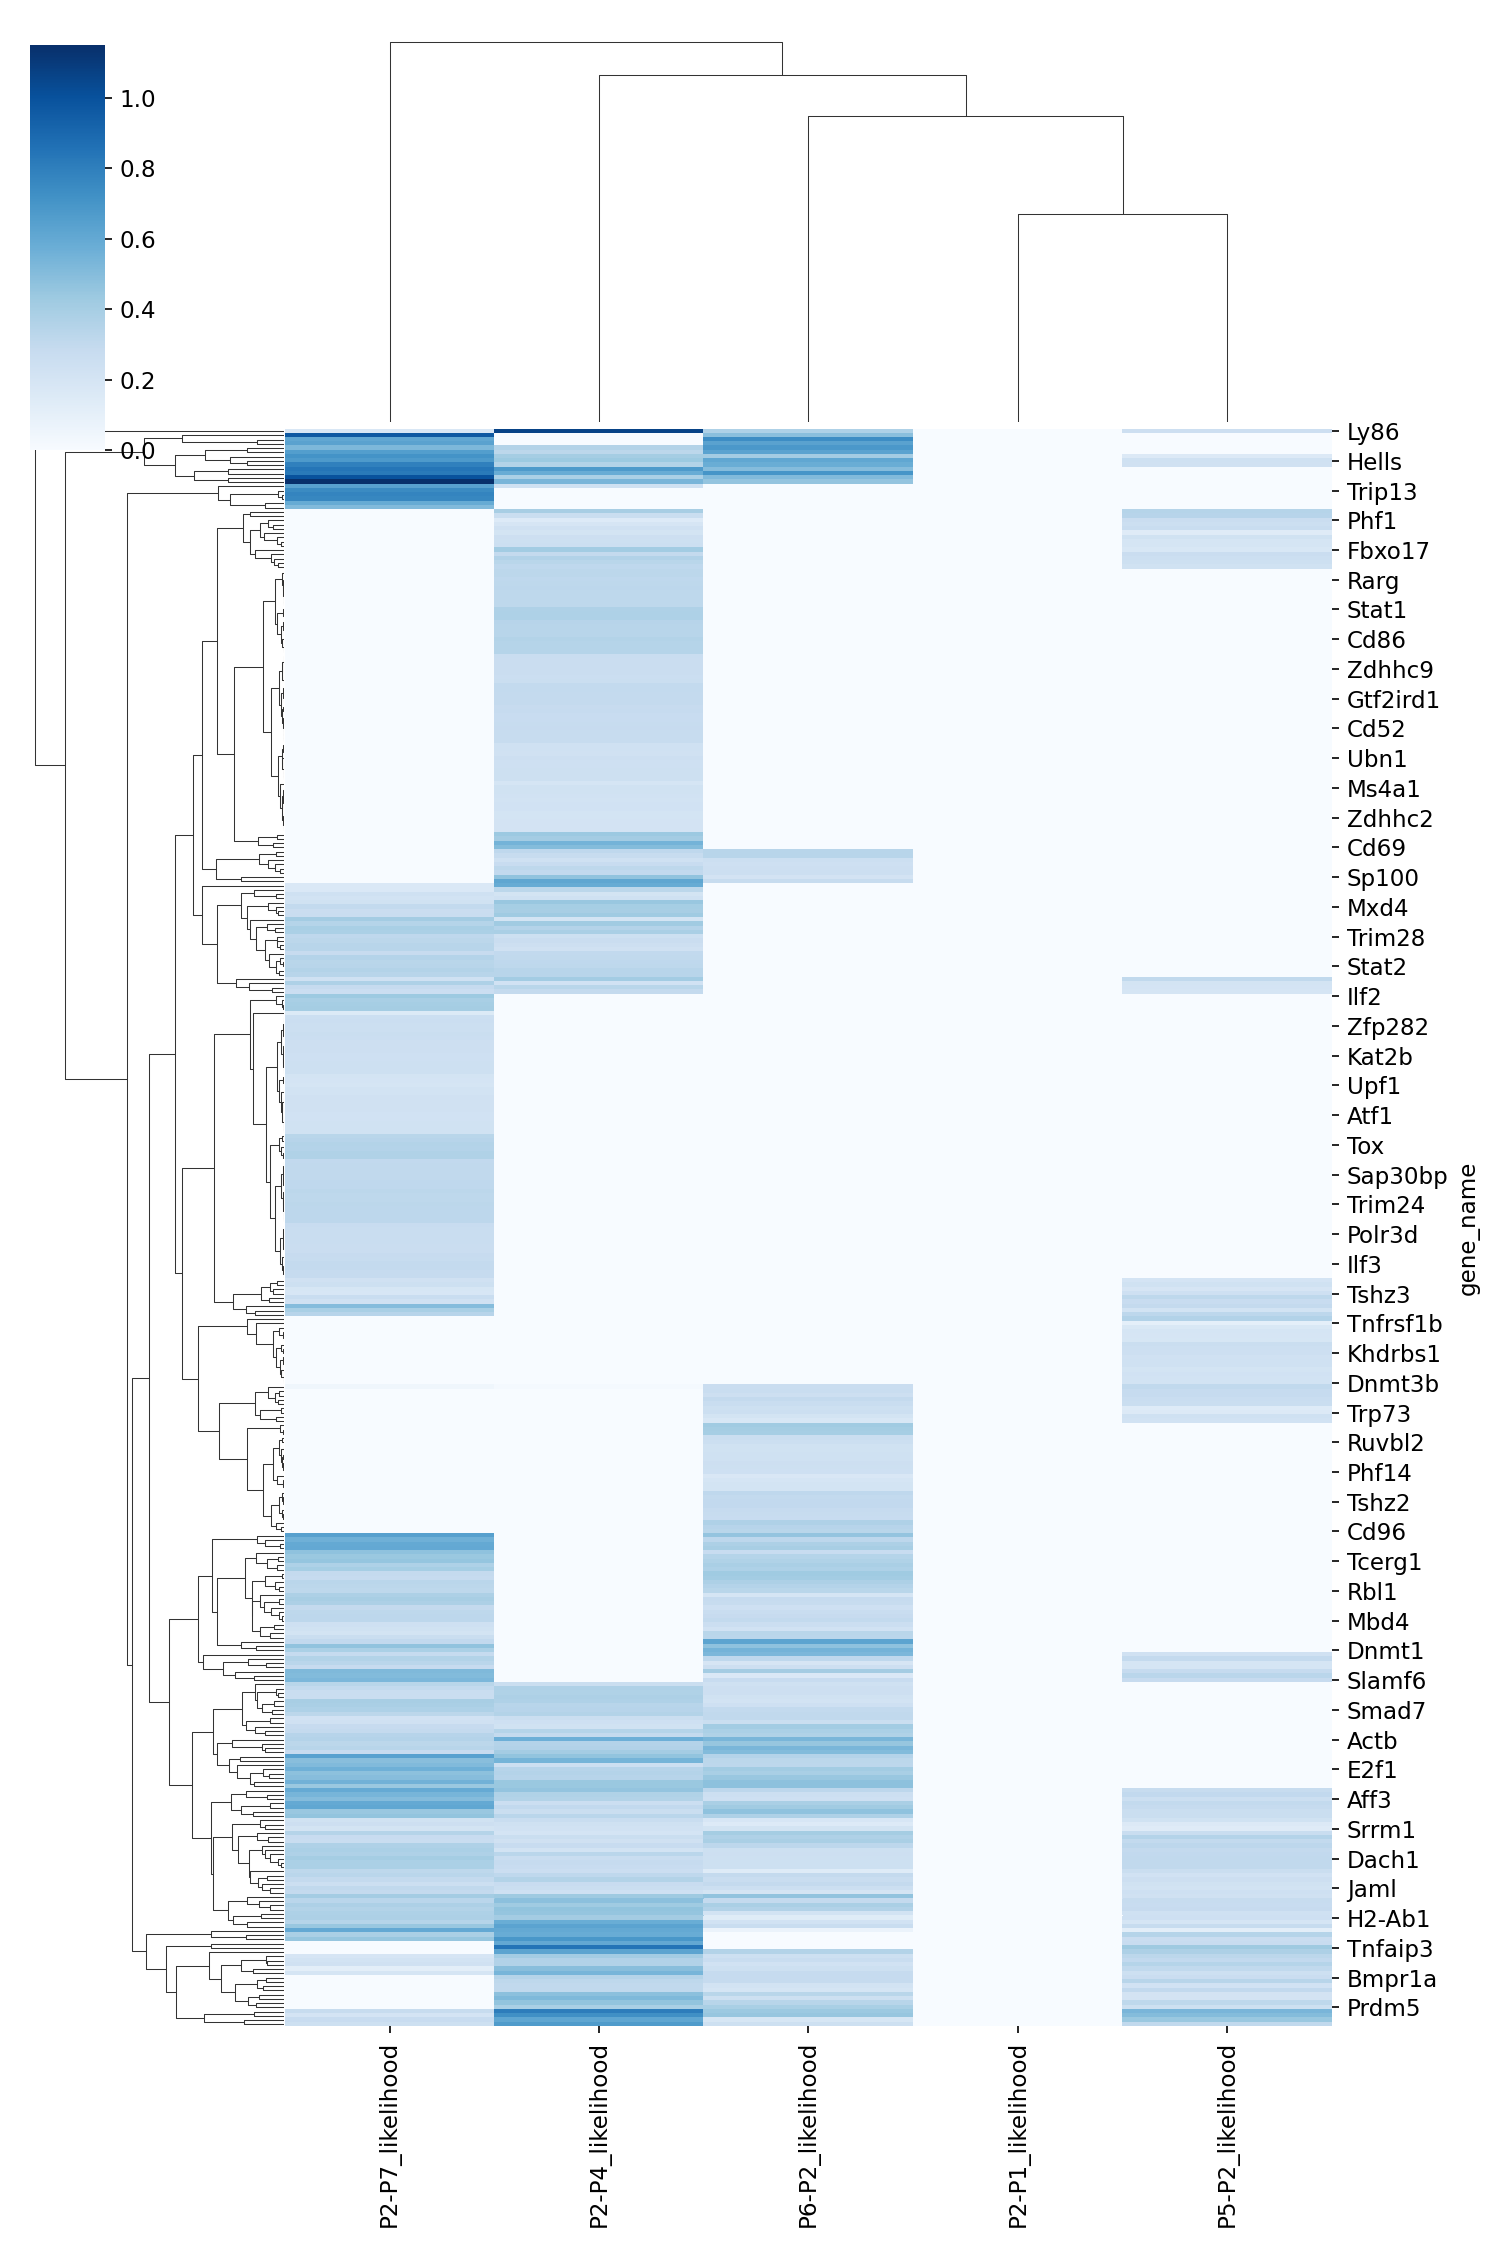 1.0
0.8
0.6
0.4
0.2
0.0
Ly86
Hells
Trip13
Phf1
Fbxo17
Rarg
Stat1
Cd86
Zdhhc9
Gtf2ird1
Cd52
Ubn1
Ms4a1
Zdhhc2
Cd69
Sp100
Mxd4
Trim28
Stat2
Ilf2
Zfp282
Kat2b
Upf1
Atf1
Tox
Sap30bp
Trim24
Polr3d
Ilf3
Tshz3
Tnfrsf1b
Khdrbs1
Dnmt3b
Trp73
Ruvbl2
Phf14
Tshz2
Cd96
Tcerg1
Rbl1
Mbd4
Dnmt1
Slamf6
Smad7
Actb
E2f1
Aff3
Srrm1
Dach1
Jaml
H2-Ab1
Tnfaip3
Bmpr1a
Prdm5
gene_name
P2-P7_likelihood
P2-P4_likelihood
P6-P2_likelihood
P2-P1_likelihood
P5-P2_likelihood